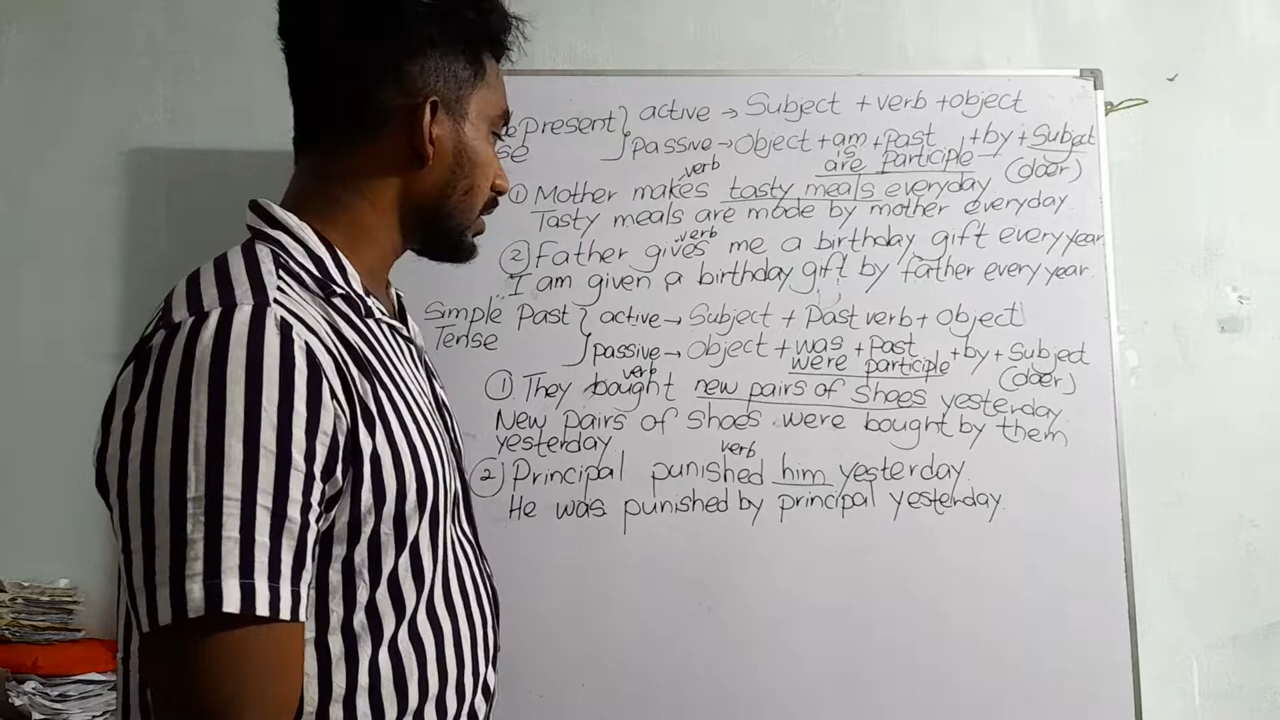 Present } active → Subject + verb + object
Passive → Object + am + Past + by + Subject
is
are participle (doer)
verb
① Mother makes tasty meals everyday
Tasty meals are made by mother everyday.
verb
② Father gives me a birthday gift every year
I am given a birthday gift by father every year.
Simple Past } active → Subject + Past verb + object
Tense
passive → Object + was + Past + by + Subject
were participle (doer)
verb
① They bought new pairs of shoes yesterday
New Pairs of Shoes were bought by them
yesterday
verb
② Principal punished him yesterday.
He was punished by principal yesterday.